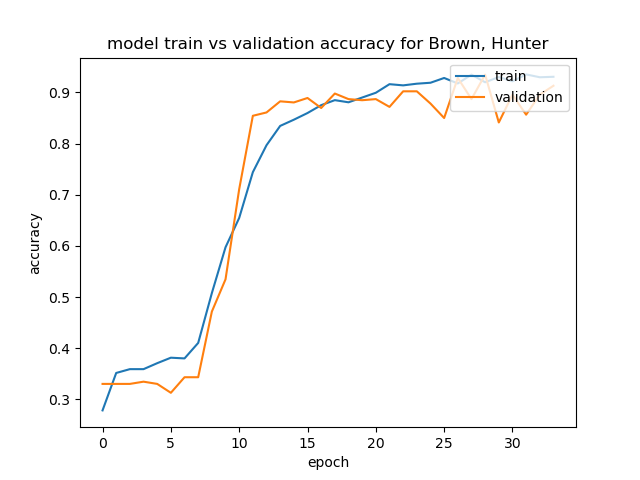 model train vs validation accuracy for Brown, Hunter
train
validation
0.9
0.8
0.7
0.6
0.5
0.4
0.3
accuracy
0
5
10
15
20
25
30
epoch